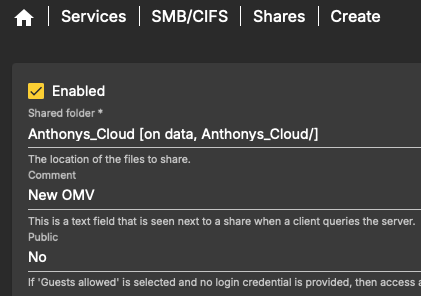 Services | SMB/CIFS | Shares | Create
Enabled
Shared folder *
Anthonys_Cloud [on data, Anthonys_Cloud/]
The location of the files to share.
Comment
New OMV
This is a text field that is seen next to a share when a client queries the server.
Public
No
If 'Guests allowed' is selected and no login credential is provided, then access a